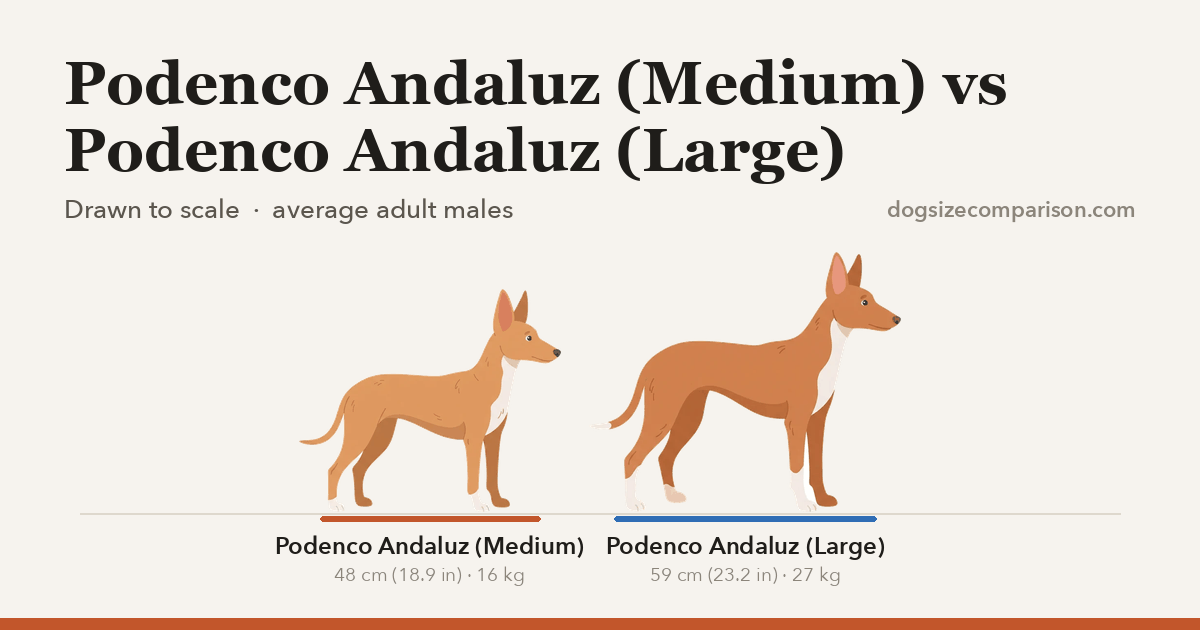 Podenco Andaluz (Medium) vs
Podenco Andaluz (Large)
Drawn to scale · average adult males
dogsizecomparison.com
Podenco Andaluz (Medium)
48 cm (18.9 in) · 16 kg
Podenco Andaluz (Large)
59 cm (23.2 in) · 27 kg